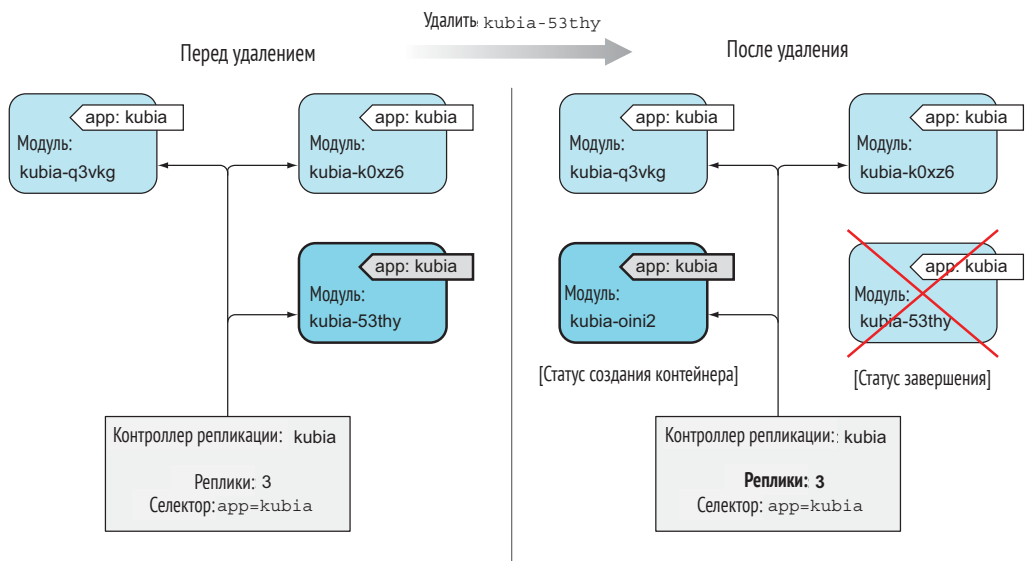 Удалить kubia-53thy
Перед удалением
После удаления
app: kubia
Модуль:
kubia-q3vkg
app: kubia
Модуль:
kubia-k0xz6
app: kubia
Модуль:
kubia-53thy
Контроллер репликации: kubia
Реплики: 3
Селектор: app=kubia
app: kubia
Модуль:
kubia-q3vkg
app: kubia
Модуль:
kubia-k0xz6
app: kubia
Модуль:
kubia-oini2
[Статус создания контейнера]
app: kubia
Модуль:
kubia-53thy
[Статус завершения]
Контроллер репликации:: kubia
Реплики: 3
Селектор: app=kubia